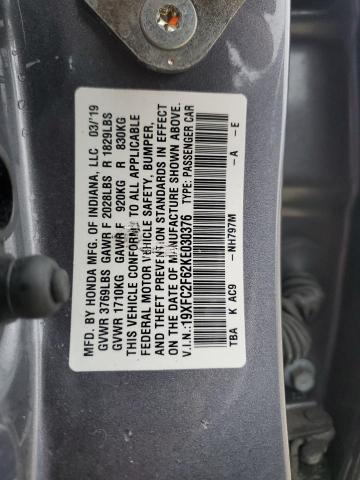 MFD. BY HONDA MFG. OF INDIANA, LLC 03/'19
GVWR 3769LBS GAWR F 2028LBS R 1829LBS
GVWR 1710KG GAWR F 920KG R 830KG
THIS VEHICLE CONFORMS TO ALL APPLICABLE
FEDERAL MOTOR VEHICLE SAFETY, BUMPER,
AND THEFT PREVENTION STANDARDS IN EFFECT
ON THE DATE OF MANUFACTURE SHOWN ABOVE.
V.I.N.: 19XFC2F62KE030376 TYPE: PASSENGER CAR
-NH797M -A -E
TBA K AC9